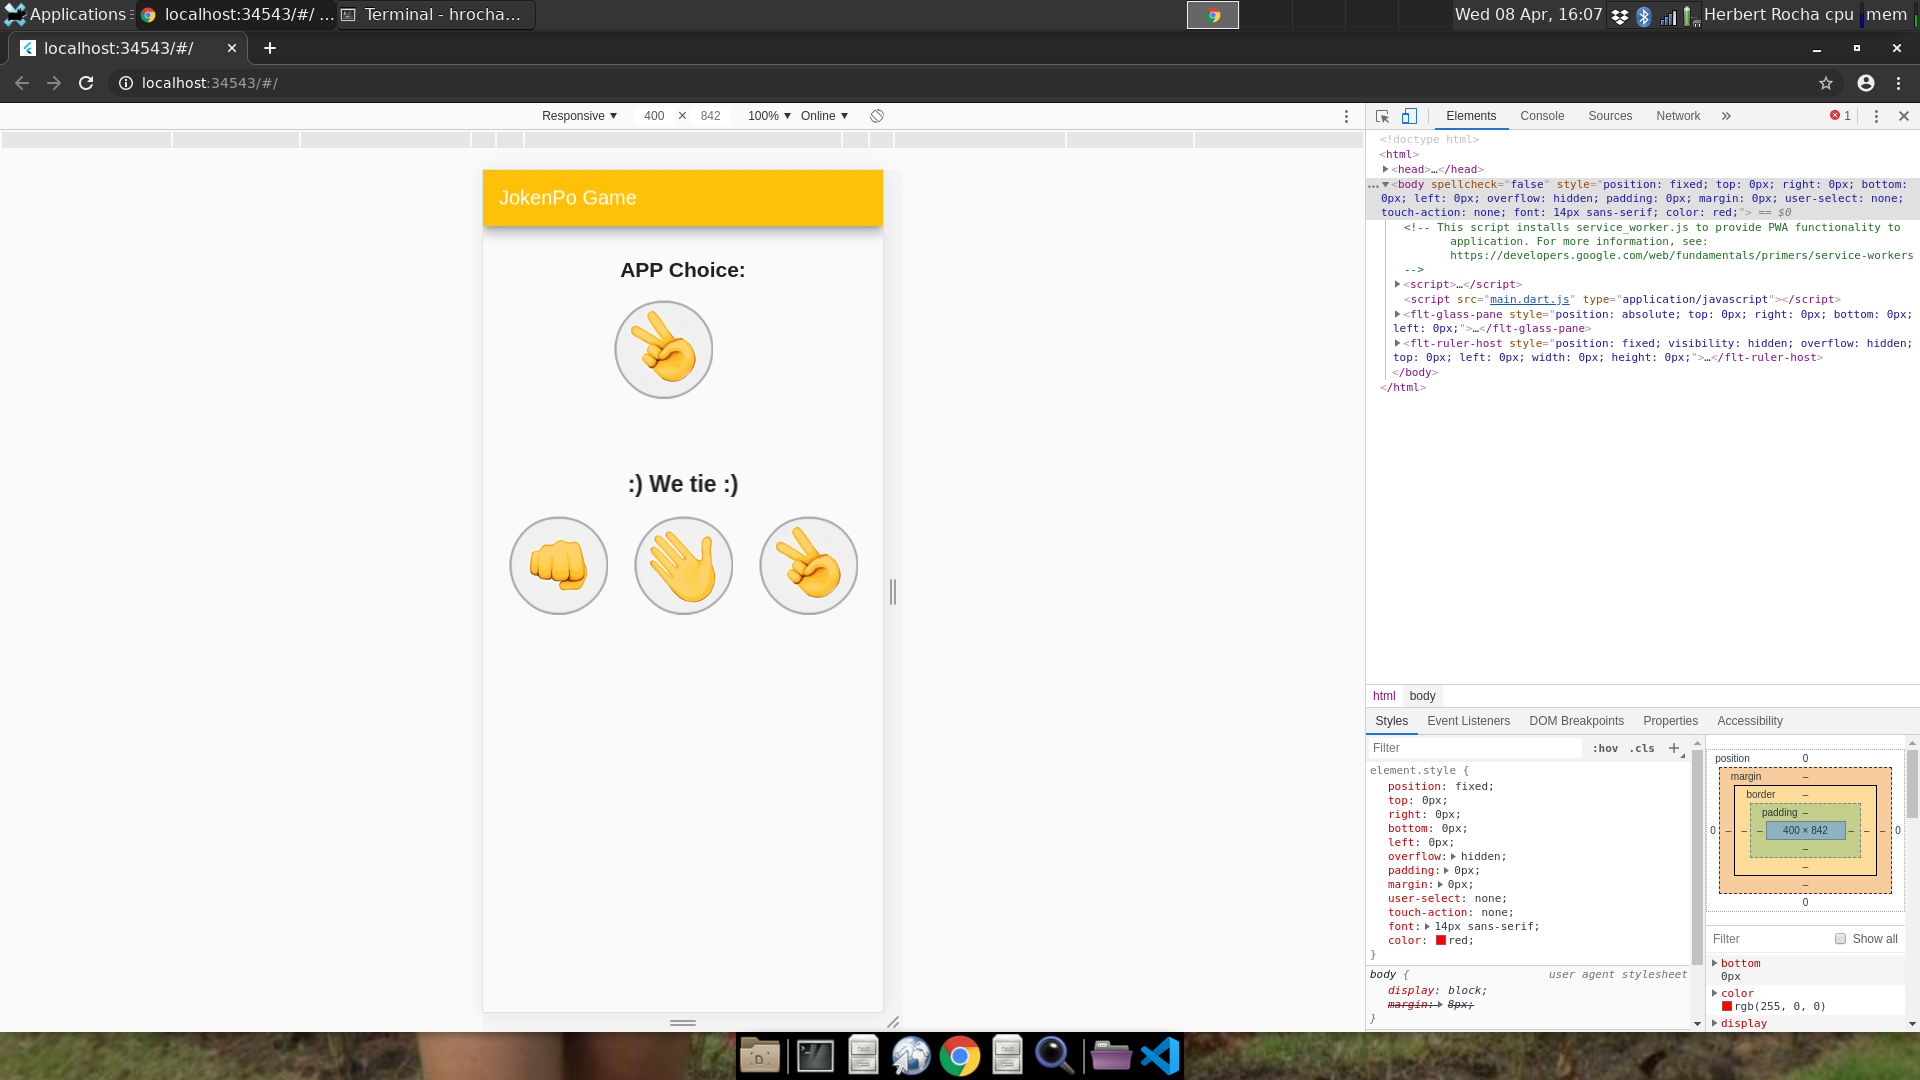 Applications
localhost:34543/#/ ...
Terminal - hrocha...
Wed 08 Apr, 16:07
Herbert Rocha cpu
mem
localhost:34543/#/
localhost:34543/#/
Responsive
400 × 842
100%
Online
Elements
Console
Sources
Network
1
JokenPo Game
APP Choice:
:) We tie :)
<!doctype html>
<html>
<head>…</head>
<body spellcheck="false" style="position: fixed; top: 0px; right: 0px; bottom:
0px; left: 0px; overflow: hidden; padding: 0px; margin: 0px; user-select: none;
touch-action: none; font: 14px sans-serif; color: red;"> == $0
<!-- This script installs service_worker.js to provide PWA functionality to
application. For more information, see:
https://developers.google.com/web/fundamentals/primers/service-workers
-->
<script>…</script>
<script src="main.dart.js" type="application/javascript"></script>
<flt-glass-pane style="position: absolute; top: 0px; right: 0px; bottom: 0px;
left: 0px;">…</flt-glass-pane>
<flt-ruler-host style="position: fixed; visibility: hidden; overflow: hidden;
top: 0px; left: 0px; width: 0px; height: 0px;">…</flt-ruler-host>
</body>
</html>
html
body
Styles
Event Listeners
DOM Breakpoints
Properties
Accessibility
Filter
:hov
.cls
element.style {
position: fixed;
top: 0px;
right: 0px;
bottom: 0px;
left: 0px;
overflow: hidden;
padding: 0px;
margin: 0px;
user-select: none;
touch-action: none;
font: 14px sans-serif;
color: red;
}
body {
user agent stylesheet
display: block;
margin: 8px;
}
position 0
margin –
border –
padding –
0 – – – 400 × 842 – – – 0
–
–
–
0
Filter
Show all
bottom
0px
color
rgb(255, 0, 0)
display